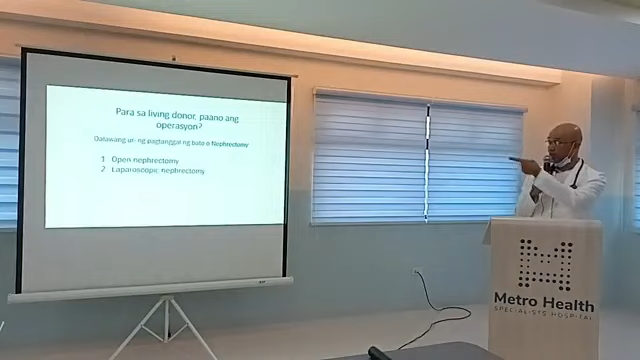 Para sa living donor, paano ang
operasyon?
Dalawang uri ng pagtanggal ng bato o Nephrectomy
1 Open nephrectomy
2 Laparoscopic nephrectomy
Metro Health
SPECIALISTS HOSPITAL